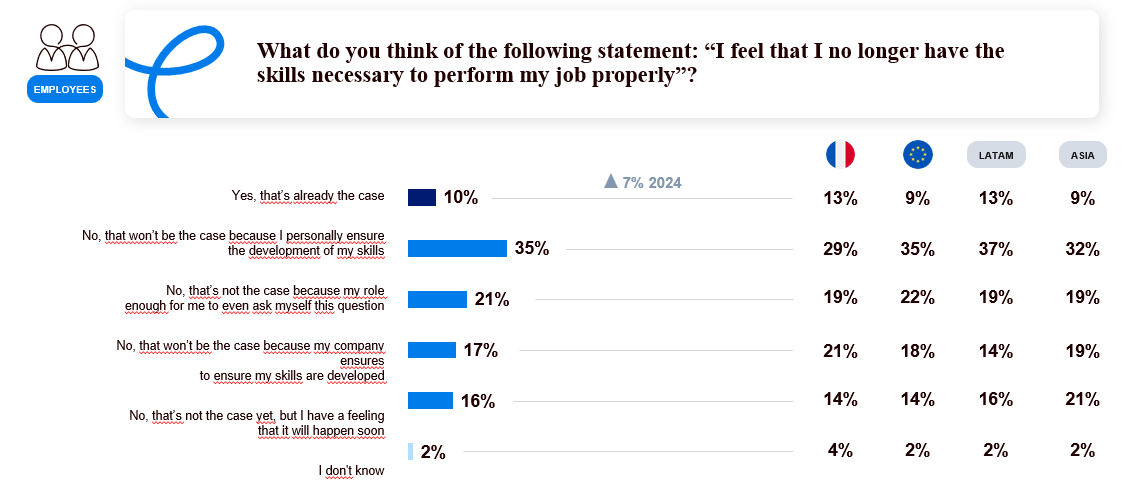 What do you think of the following statement: “I feel that I no longer have the
skills necessary to perform my job properly”?
EMPLOYEES
LATAM
ASIA
7% 2024
Yes, that’s already the case
10%
13%
9%
13%
9%
No, that won’t be the case because I personally ensure
the development of my skills
35%
29%
35%
37%
32%
No, that’s not the case because my role
enough for me to even ask myself this question
21%
19%
22%
19%
19%
No, that won’t be the case because my company
ensures
to ensure my skills are developed
17%
21%
18%
14%
19%
No, that’s not the case yet, but I have a feeling
that it will happen soon
16%
14%
14%
16%
21%
I don't know
2%
4%
2%
2%
2%